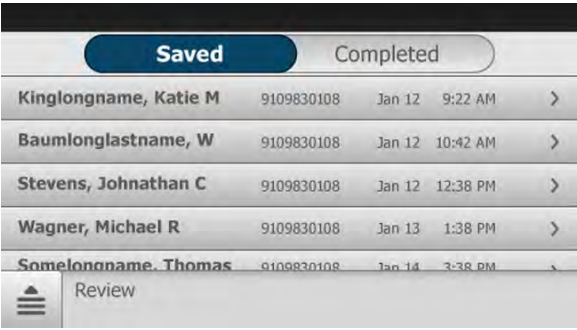 Saved Completed
Kinglongname, Katie M 9109830108 Jan 12 9:22 AM
Baumlonglastname, W 9109830108 Jan 12 10:42 AM
Stevens, Johnathan C 9109830108 Jan 12 12:38 PM
Wagner, Michael R 9109830108 Jan 13 1:38 PM
Somelongname, Thomas 9109830108 Jan 14 3:38 PM
Review